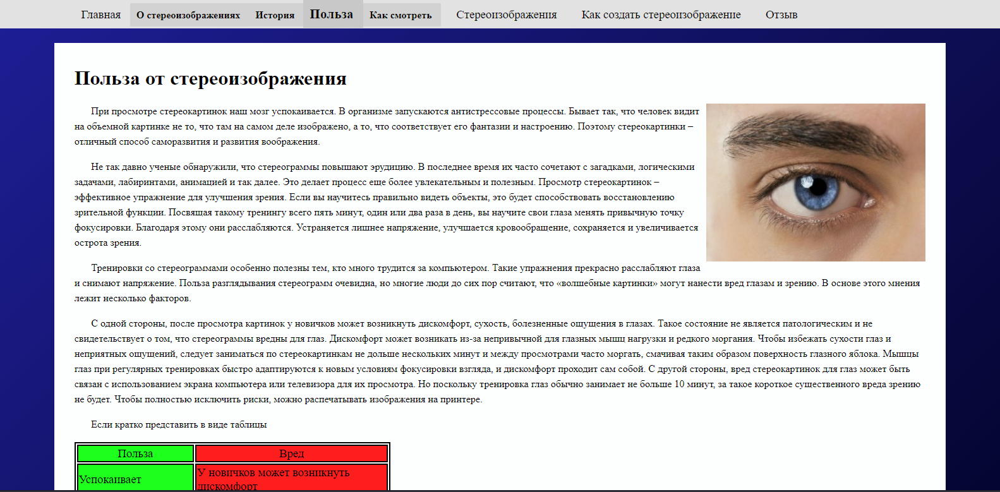 Главная О стереоизображениях История Польза Как смотреть Стереоизображения Как создать стереоизображение Отзыв
Польза от стереоизображения
При просмотре стереокартинок наш мозг успокаивается. В организме запускаются антистрессовые процессы. Бывает так, что человек видит
на объемной картинке не то, что там на самом деле изображено, а то, что соответствует его фантазии и настроению. Поэтому стереокартинки –
отличный способ саморазвития и развития воображения.
Не так давно ученые обнаружили, что стереограммы повышают эрудицию. В последнее время их часто сочетают с загадками, логическими
задачами, лабиринтами, анимацией и так далее. Это делает процесс еще более увлекательным и полезным. Просмотр стереокартинок –
эффективное упражнение для улучшения зрения. Если вы научитесь правильно видеть объекты, это будет способствовать восстановлению
зрительной функции. Посвящая такому тренингу всего пять минут, один или два раза в день, вы научите свои глаза менять привычную точку
фокусировки. Благодаря этому они расслабляются. Устраняется лишнее напряжение, улучшается кровообращение, сохраняется и увеличивается
острота зрения.
Тренировки со стереограммами особенно полезны тем, кто много трудится за компьютером. Такие упражнения прекрасно расслабляют глаза
и снимают напряжение. Польза разглядывания стереограмм очевидна, но многие люди до сих пор считают, что «волшебные картинки» могут нанести вред глазам и зрению. В основе этого мнения
лежит несколько факторов.
С одной стороны, после просмотра картинок у новичков может возникнуть дискомфорт, сухость, болезненные ощущения в глазах. Такое состояние не является патологическим и не
свидетельствует о том, что стереограммы вредны для глаз. Дискомфорт может возникать из-за непривычной для глазных мышц нагрузки и редкого моргания. Чтобы избежать сухости глаз и
неприятных ощущений, следует заниматься по стереокартинкам не дольше нескольких минут и между просмотрами часто моргать, смачивая таким образом поверхность глазного яблока. Мышцы
глаз при регулярных тренировках быстро адаптируются к новым условиям фокусировки взгляда, и дискомфорт проходит сам собой. С другой стороны, вред стереокартинок для глаз может быть
связан с использованием экрана компьютера или телевизора для их просмотра. Но поскольку тренировка глаз обычно занимает не больше 10 минут, за такое короткое существенного вреда зрению
не будет. Чтобы полностью исключить риски, можно распечатывать изображения на принтере.
Если кратко представить в виде таблицы
Польза Вред
Успокаивает У новичков может возникнуть
дискомфорт